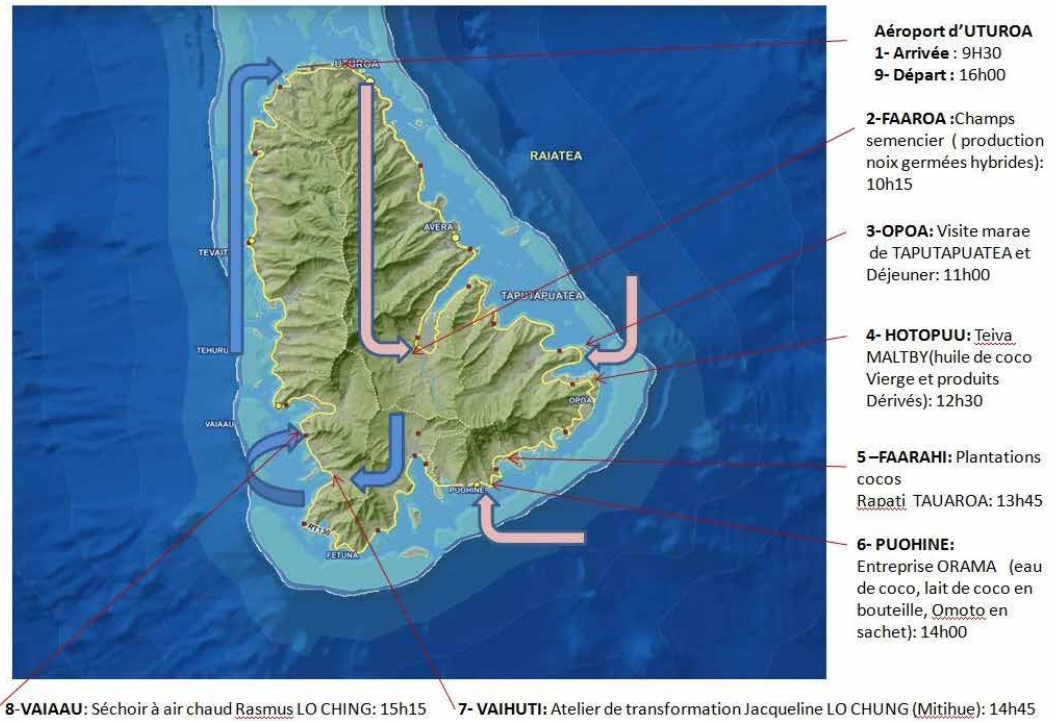 Aéroport d'UTUROA
1- Arrivée : 9H30
9- Départ : 16h00
2-FAAROA :Champs
semencier ( production
noix germées hybrides):
10h15
3-OPOA: Visite marae
de TAPUTAPUATEA et
Déjeuner: 11h00
4- HOTOPUU: Teiva
MALTBY(huile de coco
Vierge et produits
Dérivés): 12h30
5 –FAARAHI: Plantations
cocos
Rapati TAUAROA: 13h45
6- PUOHINE:
Entreprise ORAMA (eau
de coco, lait de coco en
bouteille, Omoto en
sachet): 14h00
UTUROA
RAIATEA
AVERA
TEVAIT
TAPUTAPUATEA
TEHURU
OPOA
VAIAAU
PUOHINE
RT130
FETUNA
8-VAIAAU: Séchoir à air chaud Rasmus LO CHING: 15h15
7- VAIHUTI: Atelier de transformation Jacqueline LO CHUNG (Mitihue): 14h45